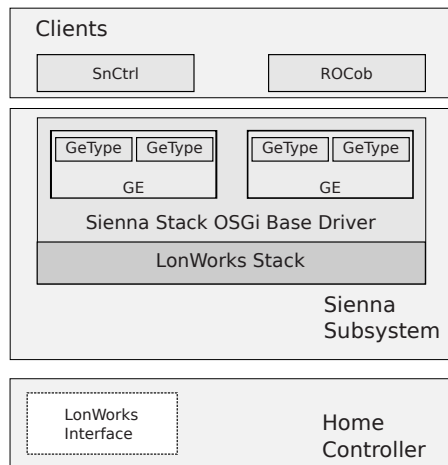 Clients
SnCtrl
ROCob
GeType GeType
GE
GeType GeType
GE
Sienna Stack OSGi Base Driver
LonWorks Stack
Sienna
Subsystem
LonWorks
Interface
Home
Controller